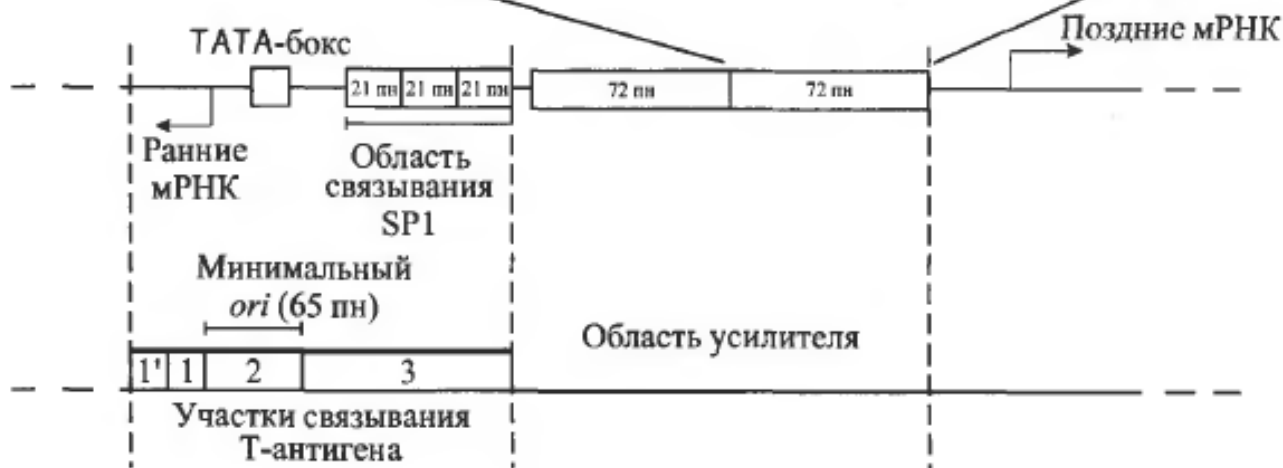 Поздние мРНК
ТАТА-бокс
21 пн 21 пн 21 пн
72 пн
72 пн
Ранние
мРНК
Область
связывания
SP1
Минимальный
ori (65 пн)
Область усилителя
1' 1 2 3
Участки связывания
Т-антигена